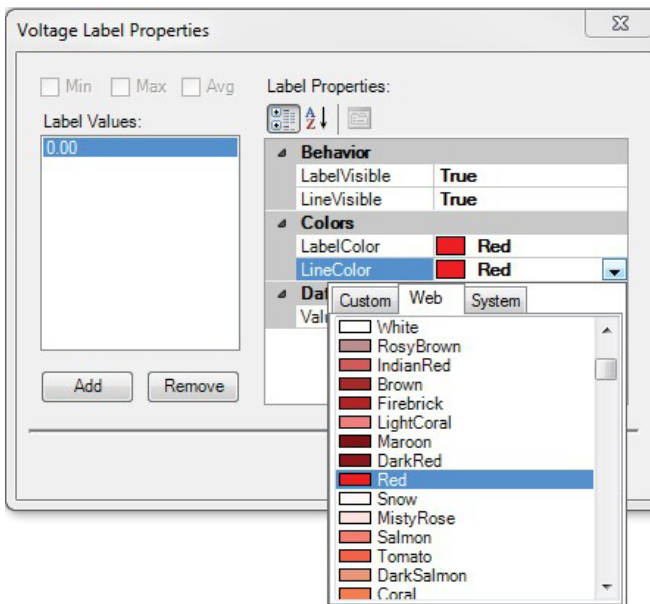 Voltage Label Properties
Min Max Avg
Label Properties:
Label Values:
0.00
Behavior
LabelVisible True
LineVisible True
Colors
LabelColor Red
LineColor Red
Dat
Valu
Custom Web System
White
RosyBrown
IndianRed
Brown
Firebrick
LightCoral
Maroon
DarkRed
Red
Snow
MistyRose
Salmon
Tomato
DarkSalmon
Coral
Add Remove